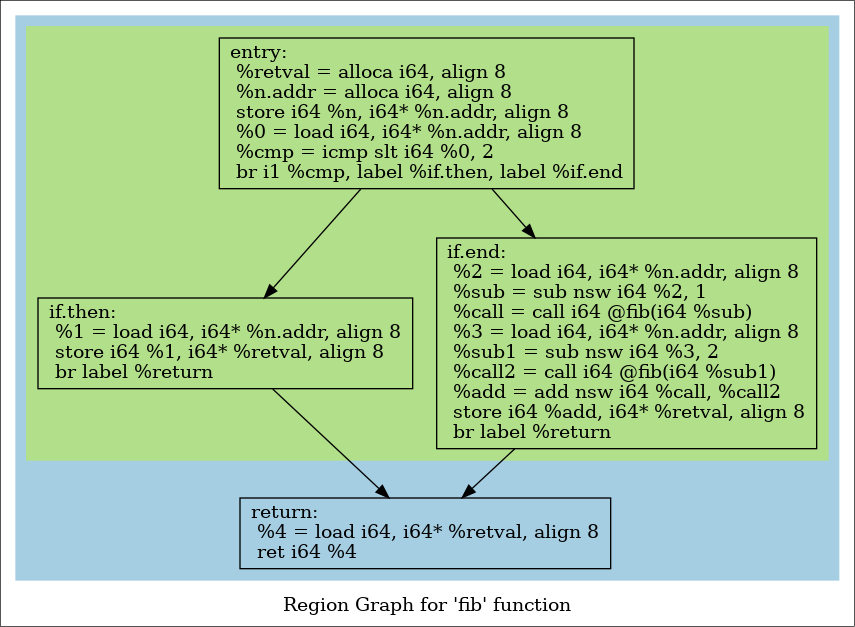 entry:
%retval = alloca i64, align 8
%n.addr = alloca i64, align 8
store i64 %n, i64* %n.addr, align 8
%0 = load i64, i64* %n.addr, align 8
%cmp = icmp slt i64 %0, 2
br i1 %cmp, label %if.then, label %if.end
if.then:
%1 = load i64, i64* %n.addr, align 8
store i64 %1, i64* %retval, align 8
br label %return
if.end:
%2 = load i64, i64* %n.addr, align 8
%sub = sub nsw i64 %2, 1
%call = call i64 @fib(i64 %sub)
%3 = load i64, i64* %n.addr, align 8
%sub1 = sub nsw i64 %3, 2
%call2 = call i64 @fib(i64 %sub1)
%add = add nsw i64 %call, %call2
store i64 %add, i64* %retval, align 8
br label %return
return:
%4 = load i64, i64* %retval, align 8
ret i64 %4
Region Graph for 'fib' function